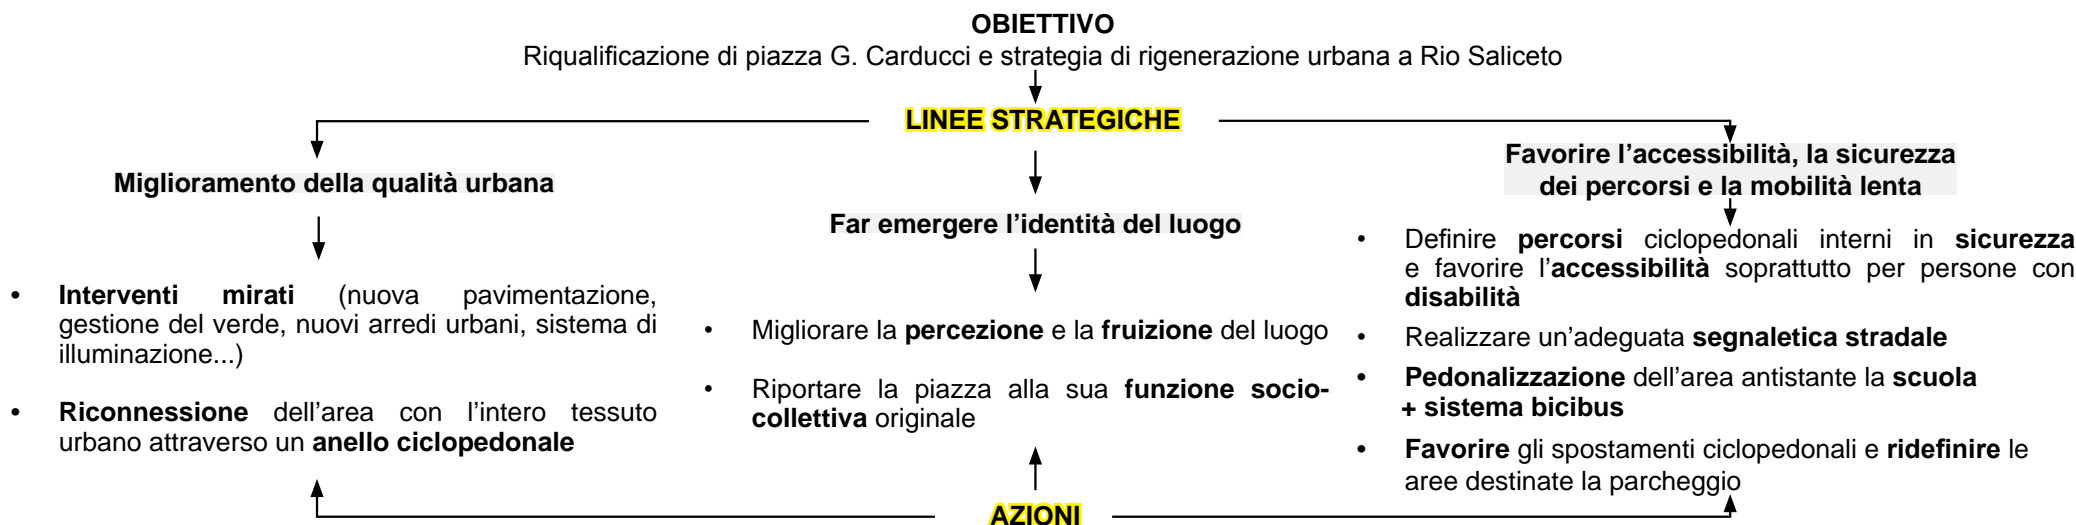 OBIETTIVO
Riqualificazione di piazza G. Carducci e strategia di rigenerazione urbana a Rio Saliceto
LINEE STRATEGICHE
Miglioramento della qualità urbana
• Interventi mirati (nuova pavimentazione,
gestione del verde, nuovi arredi urbani, sistema di
illuminazione...)
• Riconnessione dell’area con l’intero tessuto
urbano attraverso un anello ciclopedonale
Far emergere l’identità del luogo
• Migliorare la percezione e la fruizione del luogo
• Riportare la piazza alla sua funzione socio-
collettiva originale
Favorire l’accessibilità, la sicurezza
dei percorsi e la mobilità lenta
• Definire percorsi ciclopedonali interni in sicurezza
e favorire l’accessibilità soprattutto per persone con
disabilità
• Realizzare un’adeguata segnaletica stradale
• Pedonalizzazione dell’area antistante la scuola
+ sistema bicibus
• Favorire gli spostamenti ciclopedonali e ridefinire le
aree destinate la parcheggio
AZIONI